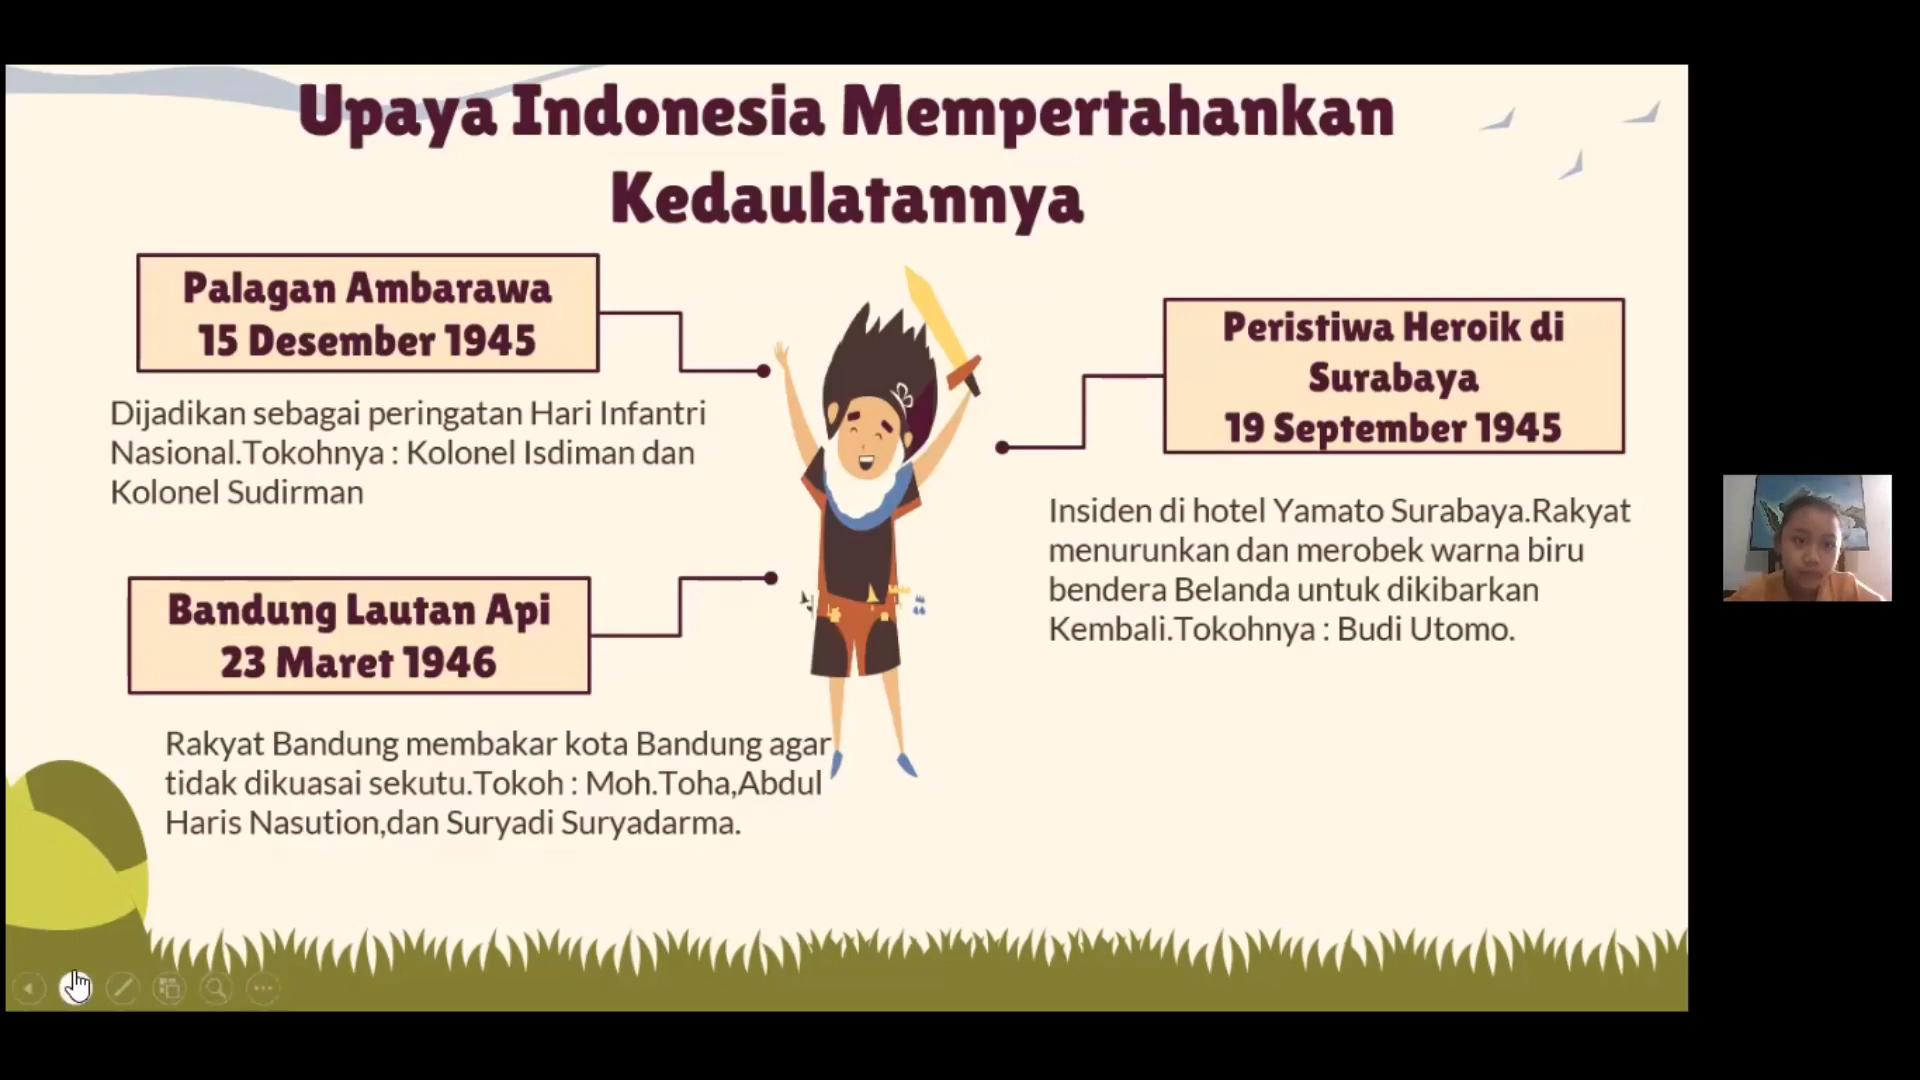 Upaya Indonesia Mempertahankan
Kedaulatannya
Palagan Ambarawa
15 Desember 1945
Dijadikan sebagai peringatan Hari Infantri
Nasional.Tokohnya : Kolonel Isdiman dan
Kolonel Sudirman
Bandung Lautan Api
23 Maret 1946
Rakyat Bandung membakar kota Bandung agar
tidak dikuasai sekutu.Tokoh : Moh.Toha,Abdul
Haris Nasution,dan Suryadi Suryadarma.
Peristiwa Heroik di
Surabaya
19 September 1945
Insiden di hotel Yamato Surabaya.Rakyat
menurunkan dan merobek warna biru
bendera Belanda untuk dikibarkan
Kembali.Tokohnya : Budi Utomo.